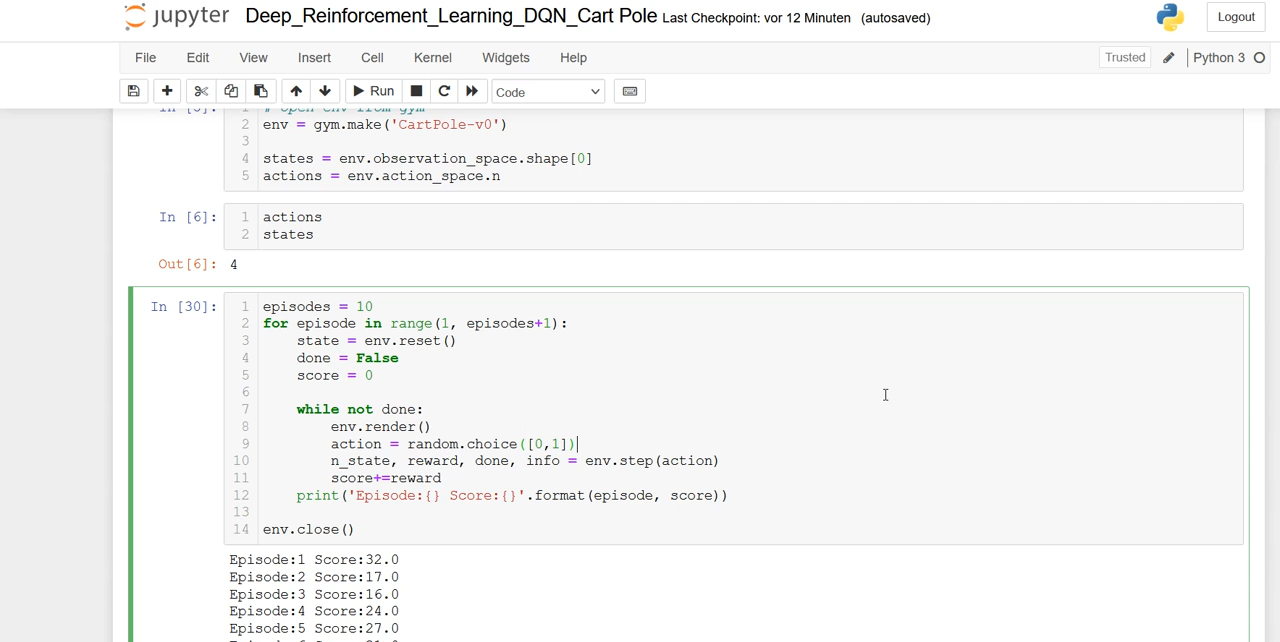 jupyter Deep_Reinforcement_Learning_DQN_Cart Pole Last Checkpoint: vor 12 Minuten (autosaved) Logout
File Edit View Insert Cell Kernel Widgets Help Trusted Python 3
Run Code
In [5]: 1 # open env from gym
2 env = gym.make('CartPole-v0')
3
4 states = env.observation_space.shape[0]
5 actions = env.action_space.n
In [6]: 1 actions
2 states
Out[6]: 4
In [30]: 1 episodes = 10
2 for episode in range(1, episodes+1):
3 state = env.reset()
4 done = False
5 score = 0
6
7 while not done:
8 env.render()
9 action = random.choice([0,1])
10 n_state, reward, done, info = env.step(action)
11 score+=reward
12 print('Episode:{} Score:{}'.format(episode, score))
13
14 env.close()
Episode:1 Score:32.0
Episode:2 Score:17.0
Episode:3 Score:16.0
Episode:4 Score:24.0
Episode:5 Score:27.0